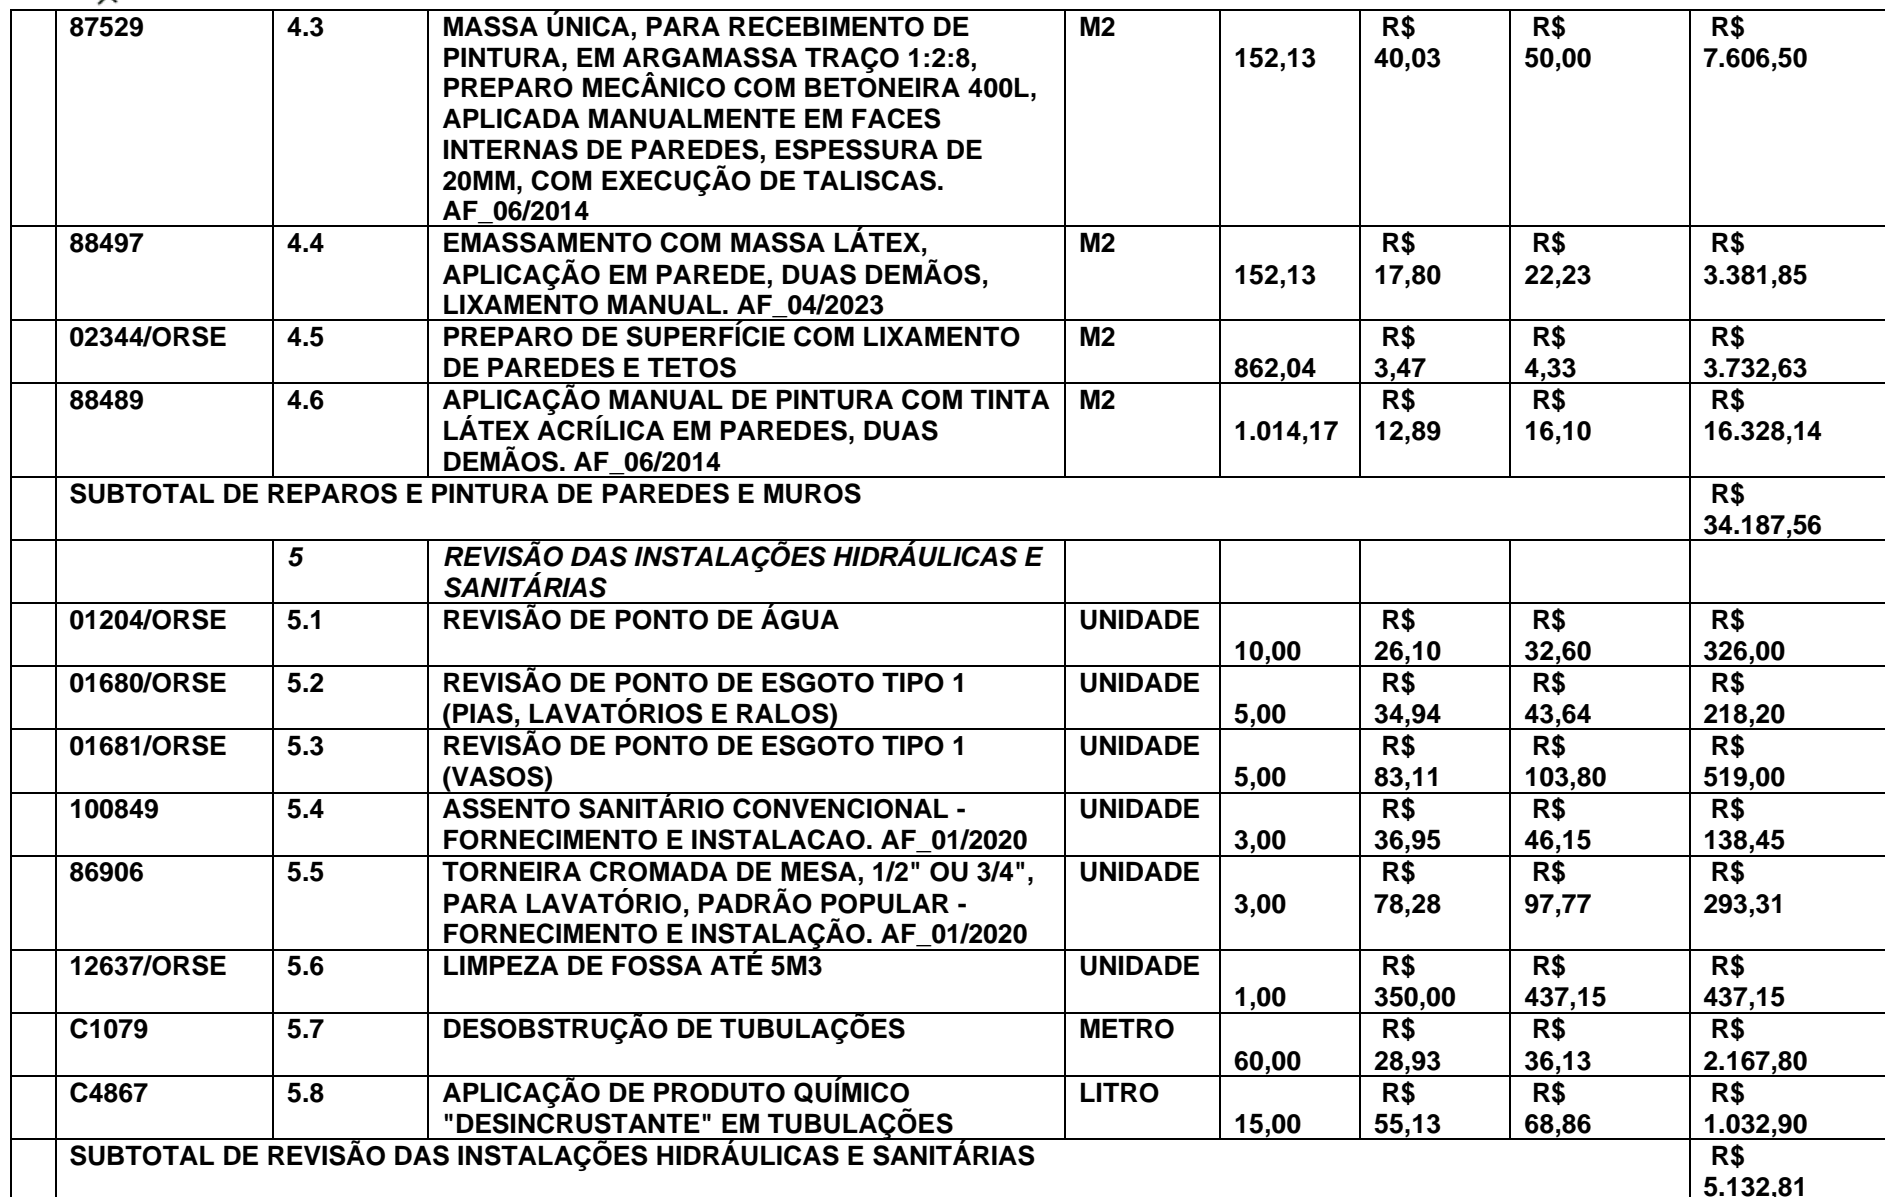 87529 4.3 MASSA ÚNICA, PARA RECEBIMENTO DE M2 R$ R$ R$
PINTURA, EM ARGAMASSA TRAÇO 1:2:8, 152,13 40,03 50,00 7.606,50
PREPARO MECÂNICO COM BETONEIRA 400L,
APLICADA MANUALMENTE EM FACES
INTERNAS DE PAREDES, ESPESSURA DE
20MM, COM EXECUÇÃO DE TALISCAS.
AF_06/2014
88497 4.4 EMASSAMENTO COM MASSA LÁTEX, M2 R$ R$ R$
APLICAÇÃO EM PAREDE, DUAS DEMÃOS, 152,13 17,80 22,23 3.381,85
LIXAMENTO MANUAL. AF_04/2023
02344/ORSE 4.5 PREPARO DE SUPERFÍCIE COM LIXAMENTO M2 R$ R$ R$
DE PAREDES E TETOS 862,04 3,47 4,33 3.732,63
88489 4.6 APLICAÇÃO MANUAL DE PINTURA COM TINTA M2 R$ R$ R$
LÁTEX ACRÍLICA EM PAREDES, DUAS 1.014,17 12,89 16,10 16.328,14
DEMÃOS. AF_06/2014
SUBTOTAL DE REPAROS E PINTURA DE PAREDES E MUROS R$
34.187,56
5 REVISÃO DAS INSTALAÇÕES HIDRÁULICAS E
SANITÁRIAS
01204/ORSE 5.1 REVISÃO DE PONTO DE ÁGUA UNIDADE R$ R$ R$
10,00 26,10 32,60 326,00
01680/ORSE 5.2 REVISÃO DE PONTO DE ESGOTO TIPO 1 UNIDADE R$ R$ R$
(PIAS, LAVATÓRIOS E RALOS) 5,00 34,94 43,64 218,20
01681/ORSE 5.3 REVISÃO DE PONTO DE ESGOTO TIPO 1 UNIDADE R$ R$ R$
(VASOS) 5,00 83,11 103,80 519,00
100849 5.4 ASSENTO SANITÁRIO CONVENCIONAL - UNIDADE R$ R$ R$
FORNECIMENTO E INSTALACAO. AF_01/2020 3,00 36,95 46,15 138,45
86906 5.5 TORNEIRA CROMADA DE MESA, 1/2" OU 3/4", UNIDADE R$ R$ R$
PARA LAVATÓRIO, PADRÃO POPULAR - 3,00 78,28 97,77 293,31
FORNECIMENTO E INSTALAÇÃO. AF_01/2020
12637/ORSE 5.6 LIMPEZA DE FOSSA ATÉ 5M3 UNIDADE R$ R$ R$
1,00 350,00 437,15 437,15
C1079 5.7 DESOBSTRUÇÃO DE TUBULAÇÕES METRO R$ R$ R$
60,00 28,93 36,13 2.167,80
C4867 5.8 APLICAÇÃO DE PRODUTO QUÍMICO LITRO R$ R$ R$
"DESINCRUSTANTE" EM TUBULAÇÕES 15,00 55,13 68,86 1.032,90
SUBTOTAL DE REVISÃO DAS INSTALAÇÕES HIDRÁULICAS E SANITÁRIAS R$
5.132,81